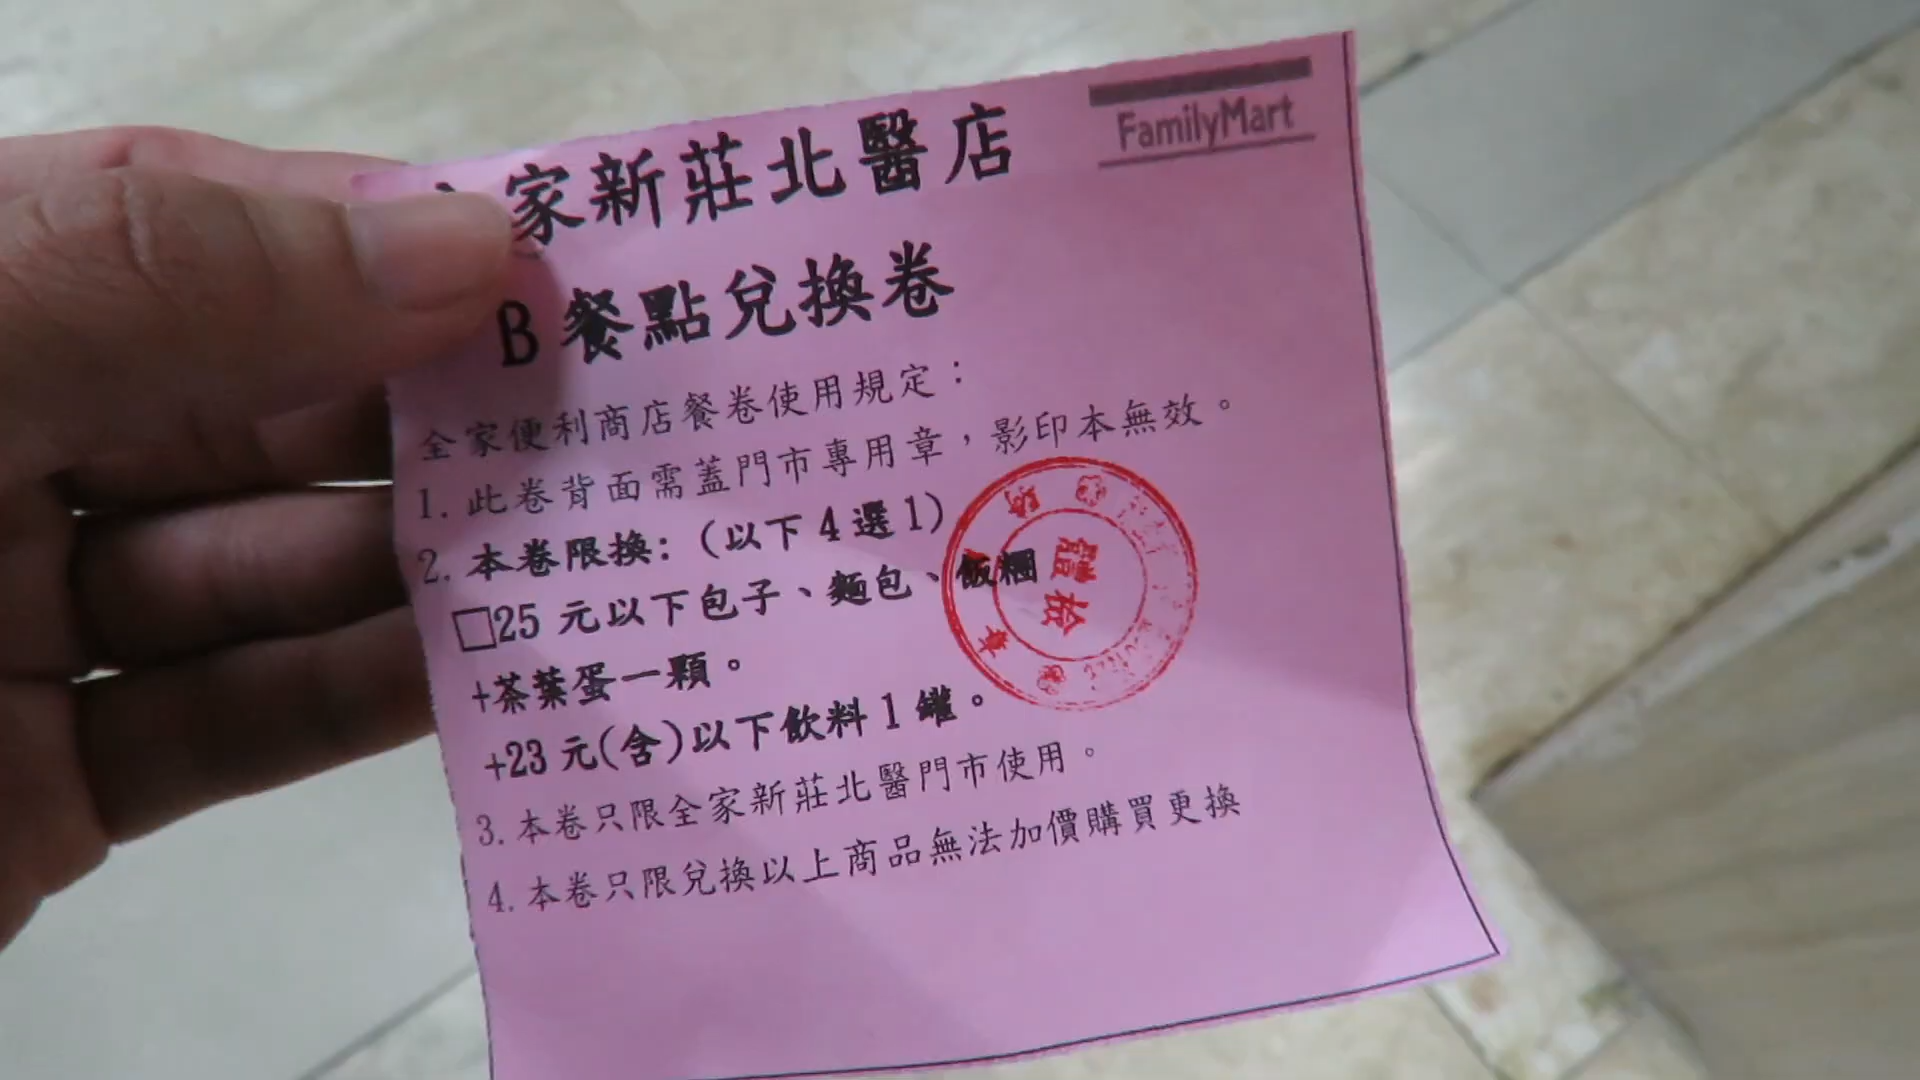 家新莊北醫店
FamilyMart
B 餐點兌換卷
全家便利商店餐卷使用規定：
1. 此卷背面需蓋門市專用章，影印本無效。
2. 本卷限換:（以下 4 選 1）
□25 元以下包子、麵包、飯糰
+茶葉蛋一顆。
+23 元(含)以下飲料 1 罐。
3. 本卷只限全家新莊北醫門市使用。
4. 本卷只限兌換以上商品無法加價購買更換